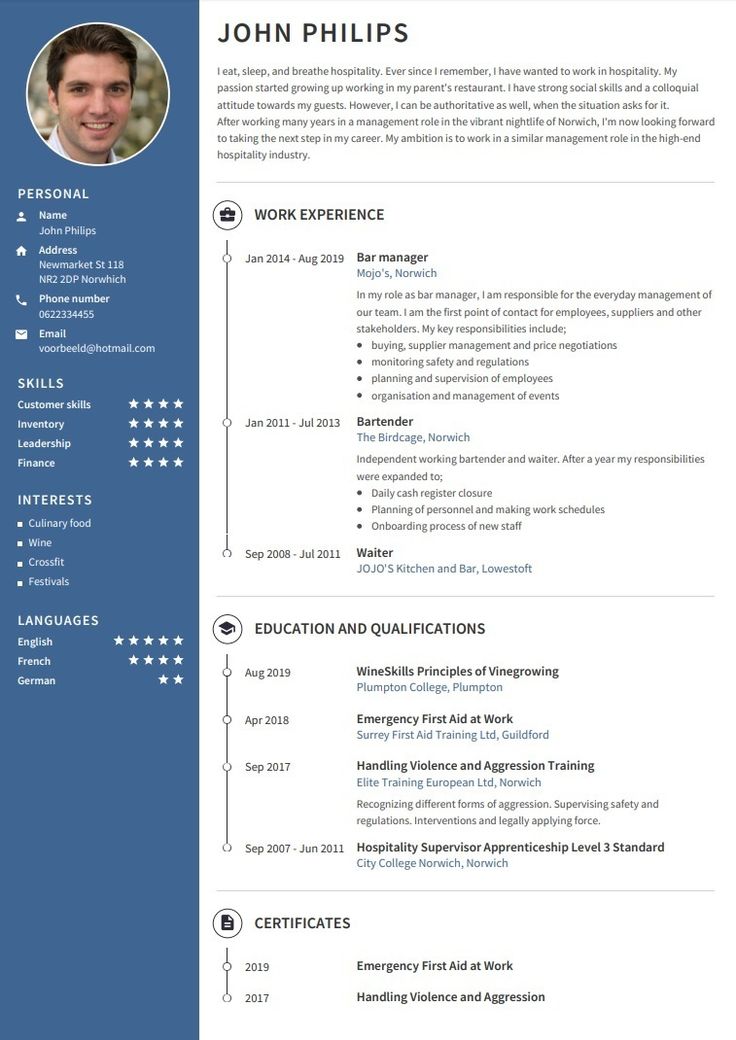 JOHN PHILIPS
I eat, sleep, and breathe hospitality. Ever since I remember, I have wanted to work in hospitality. My
passion started growing up working in my parent's restaurant. I have strong social skills and a colloquial
attitude towards my guests. However, I can be authoritative as well, when the situation asks for it.
After working many years in a management role in the vibrant nightlife of Norwich, I'm now looking forward
to taking the next step in my career. My ambition is to work in a similar management role in the high-end
hospitality industry.
PERSONAL
Name
John Philips
Address
Newmarket St 118
NR2 2DP Norwhich
Phone number
0622334455
Email
voorbeeld@hotmail.com
SKILLS
Customer skills
Inventory
Leadership
Finance
INTERESTS
Culinary food
Wine
Crossfit
Festivals
LANGUAGES
English
French
German
WORK EXPERIENCE
Jan 2014 - Aug 2019 Bar manager
Mojo's, Norwich
In my role as bar manager, I am responsible for the everyday management of
our team. I am the first point of contact for employees, suppliers and other
stakeholders. My key responsibilities include;
• buying, supplier management and price negotiations
• monitoring safety and regulations
• planning and supervision of employees
• organisation and management of events
Jan 2011 - Jul 2013 Bartender
The Birdcage, Norwich
Independent working bartender and waiter. After a year my responsibilities
were expanded to;
• Daily cash register closure
• Planning of personnel and making work schedules
• Onboarding process of new staff
Sep 2008 - Jul 2011 Waiter
JOJO'S Kitchen and Bar, Lowestoft
EDUCATION AND QUALIFICATIONS
Aug 2019 WineSkills Principles of Vinegrowing
Plumpton College, Plumpton
Apr 2018 Emergency First Aid at Work
Surrey First Aid Training Ltd, Guildford
Sep 2017 Handling Violence and Aggression Training
Elite Training European Ltd, Norwich
Recognizing different forms of aggression. Supervising safety and
regulations. Interventions and legally applying force.
Sep 2007 - Jun 2011 Hospitality Supervisor Apprenticeship Level 3 Standard
City College Norwich, Norwich
CERTIFICATES
2019 Emergency First Aid at Work
2017 Handling Violence and Aggression